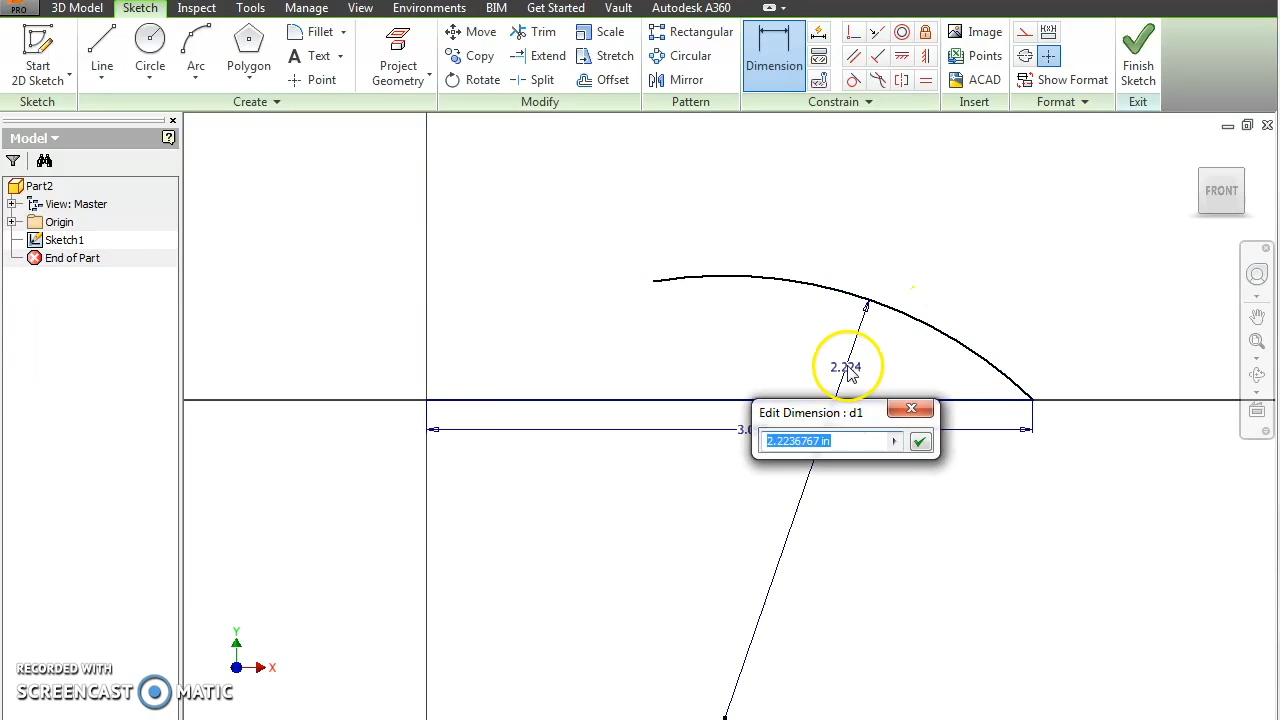 PRO
3D Model Sketch Inspect Tools Manage View Environments BIM Get Started Vault Autodesk A360
Start
2D Sketch
Line
Circle
Arc
Polygon
Fillet
Text
Point
Project
Geometry
Move
Copy
Rotate
Trim
Extend
Split
Scale
Stretch
Offset
Rectangular
Circular
Mirror
Dimension
Image
Points
ACAD
Show Format
Finish
Sketch
Sketch Create Modify Pattern Constrain Insert Format Exit
Model
Part2
View: Master
Origin
Sketch1
End of Part
FRONT
2.224
Edit Dimension : d1
2.2236767 in
Y
X
RECORDED WITH
SCREENCAST MATIC